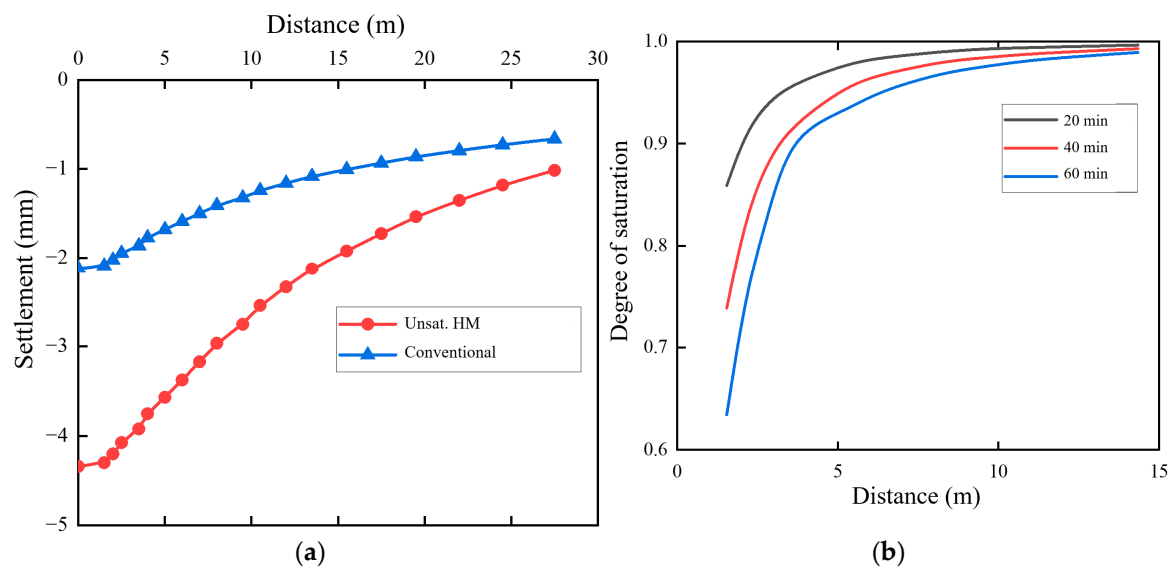 Distance (m)
0 5 10 15 20 25 30
0
−1
−2
−3
−4
−5
Settlement (mm)
Unsat. HM
Conventional
(a)
1.0
0.9
0.8
0.7
0.6
Degree of saturation
20 min
40 min
60 min
0 5 10 15
Distance (m)
(b)